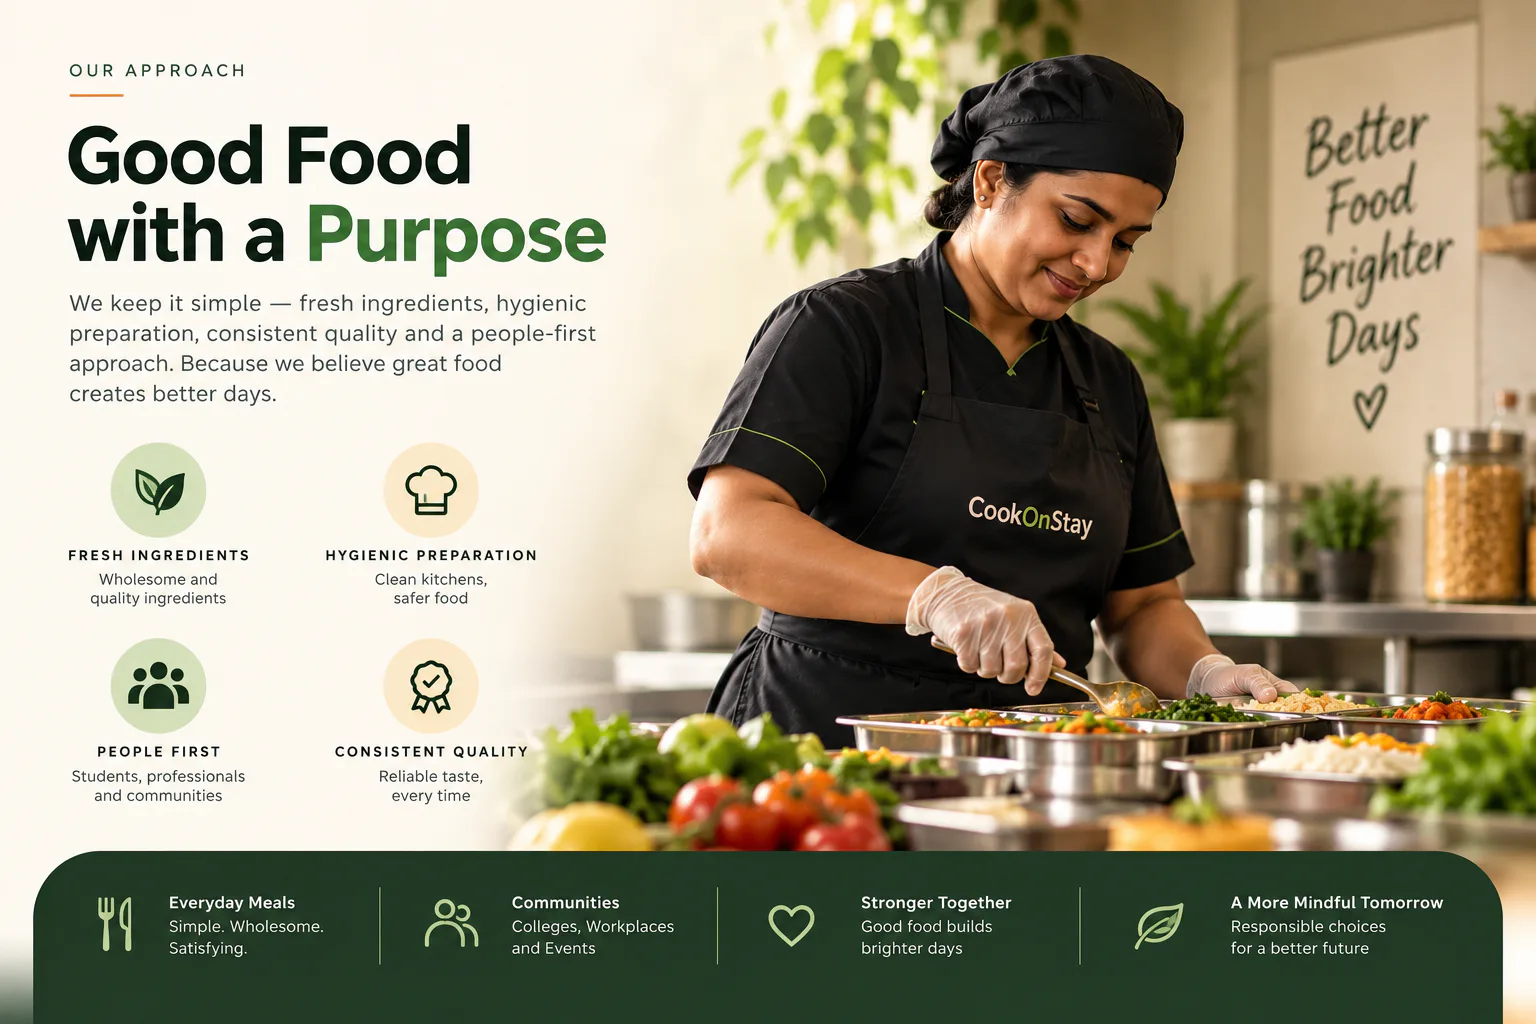 OUR APPROACH
Good Food
with a Purpose
We keep it simple — fresh ingredients, hygienic
preparation, consistent quality and a people-first
approach. Because we believe great food
creates better days.
FRESH INGREDIENTS
Wholesome and
quality ingredients
HYGIENIC PREPARATION
Clean kitchens,
safer food
PEOPLE FIRST
Students, professionals
and communities
CONSISTENT QUALITY
Reliable taste,
every time
Better
Food
Brighter
Days
CookOnStay
Everyday Meals
Simple. Wholesome.
Satisfying.
Communities
Colleges, Workplaces
and Events
Stronger Together
Good food builds
brighter days
A More Mindful Tomorrow
Responsible choices
for a better future